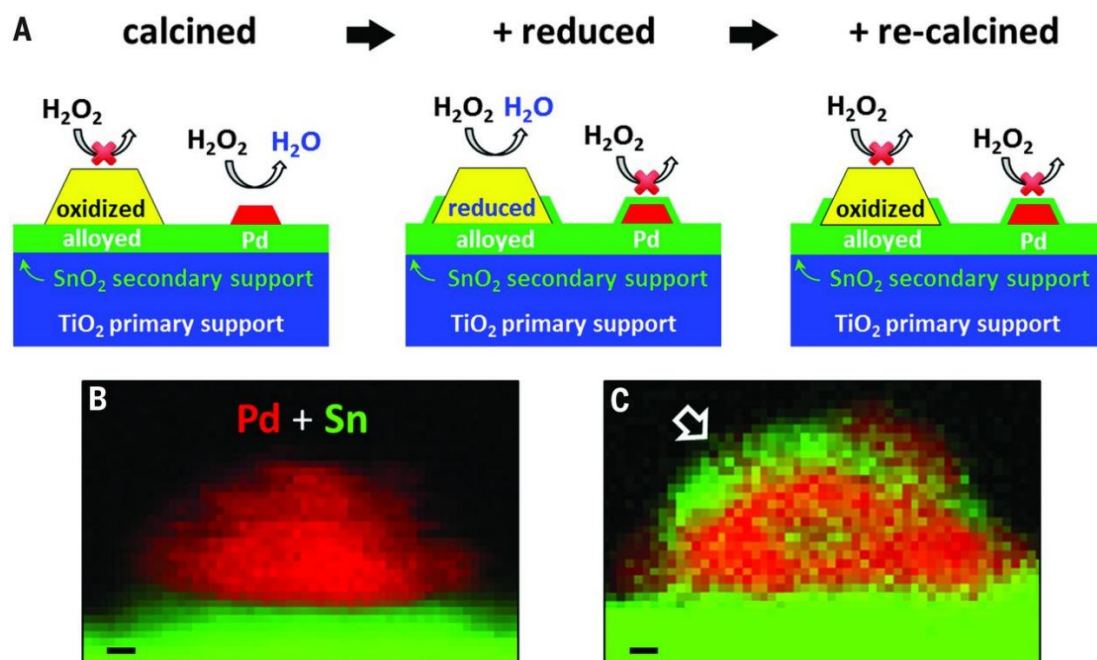 A
calcined + reduced + re-calcined
H₂O₂
H₂O₂ H₂O
oxidized
alloyed Pd
SnO₂ secondary support
TiO₂ primary support
H₂O₂ H₂O
H₂O₂
reduced
alloyed Pd
SnO₂ secondary support
TiO₂ primary support
H₂O₂
H₂O₂
oxidized
alloyed Pd
SnO₂ secondary support
TiO₂ primary support
B
Pd + Sn
C